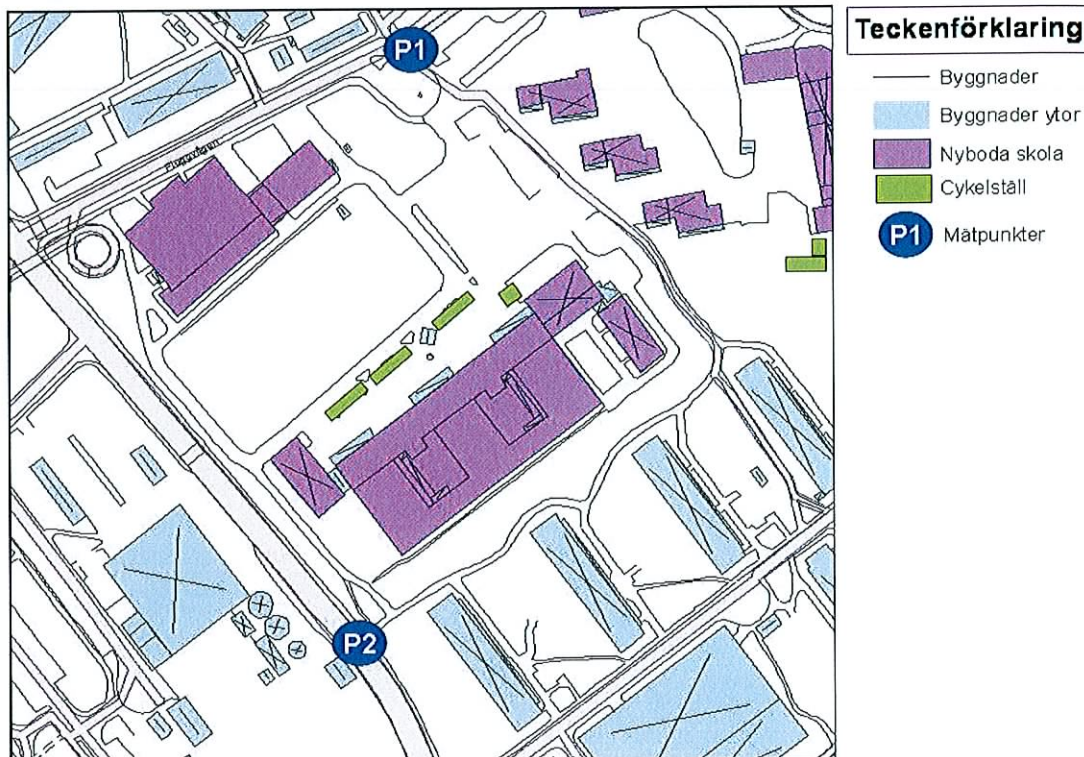 P1
P2
Teckenförklaring
Byggnader
Byggnader ytor
Nyboda skola
Cykelställ
P1 Mätpunkter